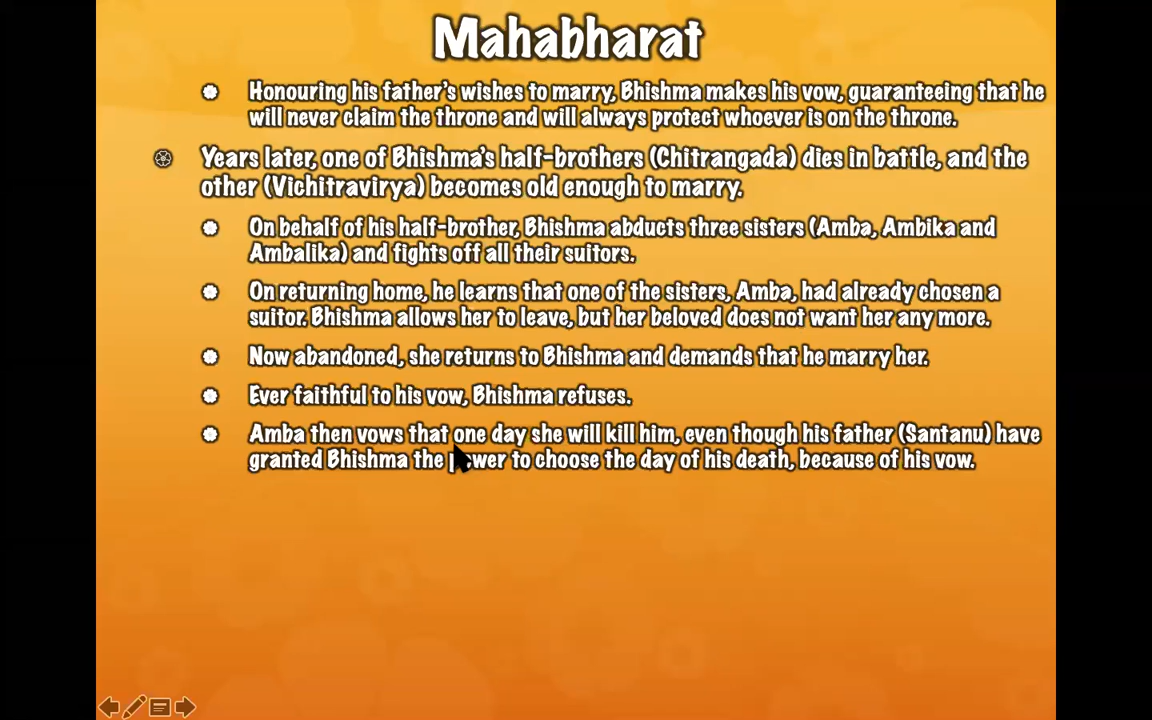 Mahabharat
Honouring his father's wishes to marry, Bhishma makes his vow, guaranteeing that he
will never claim the throne and will always protect whoever is on the throne.
Years later, one of Bhishma's half-brothers (Chitrangada) dies in battle, and the
other (Vichitravirya) becomes old enough to marry.
On behalf of his half-brother, Bhishma abducts three sisters (Amba, Ambika and
Ambalika) and fights off all their suitors.
On returning home, he learns that one of the sisters, Amba, had already chosen a
suitor. Bhishma allows her to leave, but her beloved does not want her any more.
Now abandoned, she returns to Bhishma and demands that he marry her.
Ever faithful to his vow, Bhishma refuses.
Amba then vows that one day she will kill him, even though his father (Santanu) have
granted Bhishma the power to choose the day of his death, because of his vow.